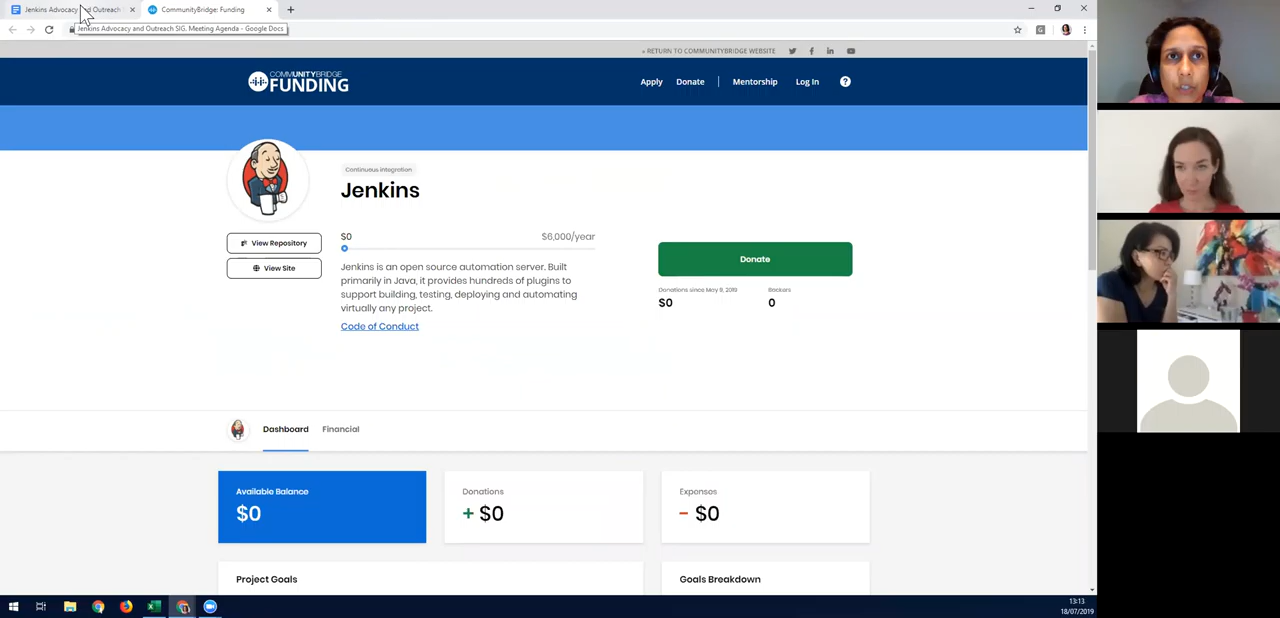 Jenkins Advocacy and Outreach
CommunityBridge: Funding
Jenkins Advocacy and Outreach SIG. Meeting Agenda - Google Docs
« RETURN TO COMMUNITYBRIDGE WEBSITE
COMMUNITYBRIDGE
FUNDING
Apply
Donate
Mentorship
Log In
?
Continuous integration
Jenkins
$0
$6,000/year
View Repository
View Site
Jenkins is an open source automation server. Built
primarily in Java, it provides hundreds of plugins to
support building, testing, deploying and automating
virtually any project.
Code of Conduct
Donate
Donations since May 9, 2019
Backers
$0
0
Dashboard
Financial
Available Balance
$0
Donations
+ $0
Expenses
- $0
Project Goals
Goals Breakdown
13:13
18/07/2019